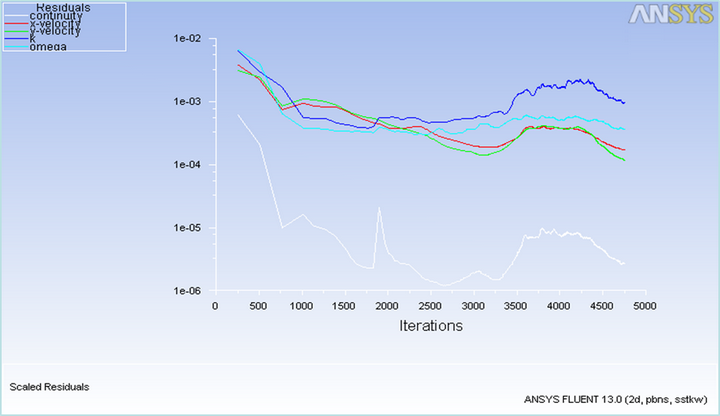 Residuals
continuity
x-velocity
y-velocity
k
omega
ANSYS
1e-02
1e-03
1e-04
1e-05
1e-06
0 500 1000 1500 2000 2500 3000 3500 4000 4500 5000
Iterations
Scaled Residuals
ANSYS FLUENT 13.0 (2d, pbns, sstkw)